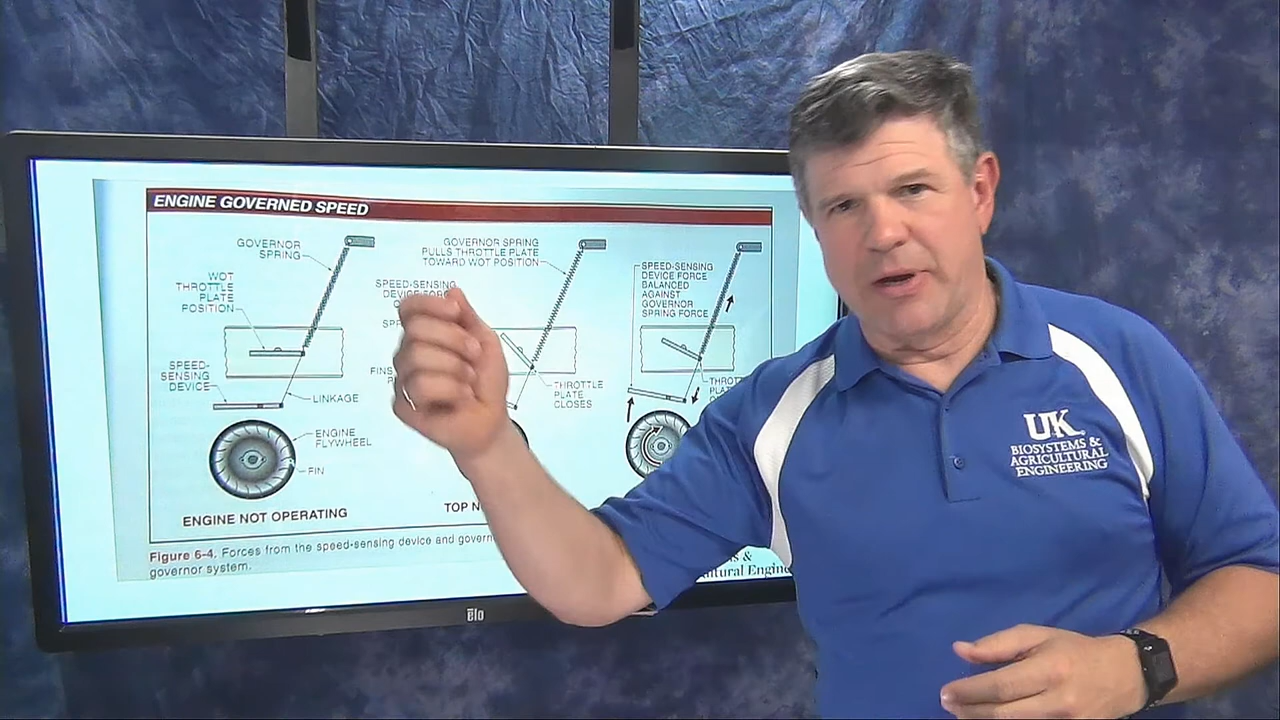 ENGINE GOVERNED SPEED
GOVERNOR
SPRING
WOT
THROTTLE
PLATE
POSITION
SPEED-
SENSING
DEVICE
LINKAGE
ENGINE
FLYWHEEL
FIN
ENGINE NOT OPERATING
GOVERNOR SPRING
PULLS THROTTLE PLATE
TOWARD WOT POSITION
SPEED-SENSING
DEVICE
THROTTLE
PLATE
CLOSES
TOP N
SPEED-SENSING
DEVICE FORCE
BALANCED
AGAINST
GOVERNOR
SPRING FORCE
Figure 6-4. Forces from the speed-sensing device and govern
governor system.
&
ultural Engine
elo
UK
BIOSYSTEMS &
AGRICULTURAL
ENGINEERING